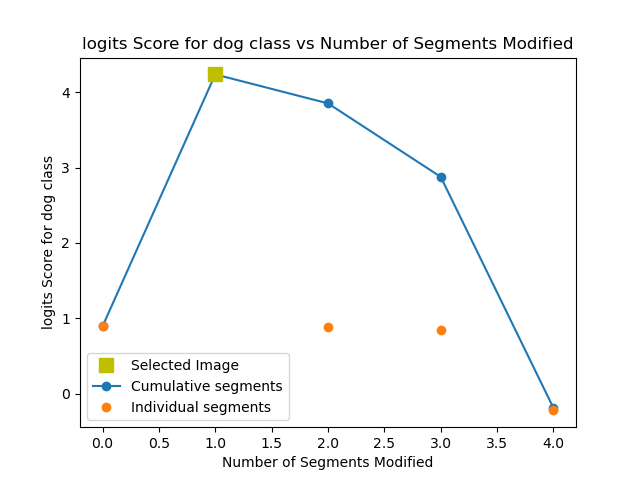 logits Score for dog class vs Number of Segments Modified
logits Score for dog class
4
3
2
1
0
Selected Image
Cumulative segments
Individual segments
0.0 0.5 1.0 1.5 2.0 2.5 3.0 3.5 4.0
Number of Segments Modified